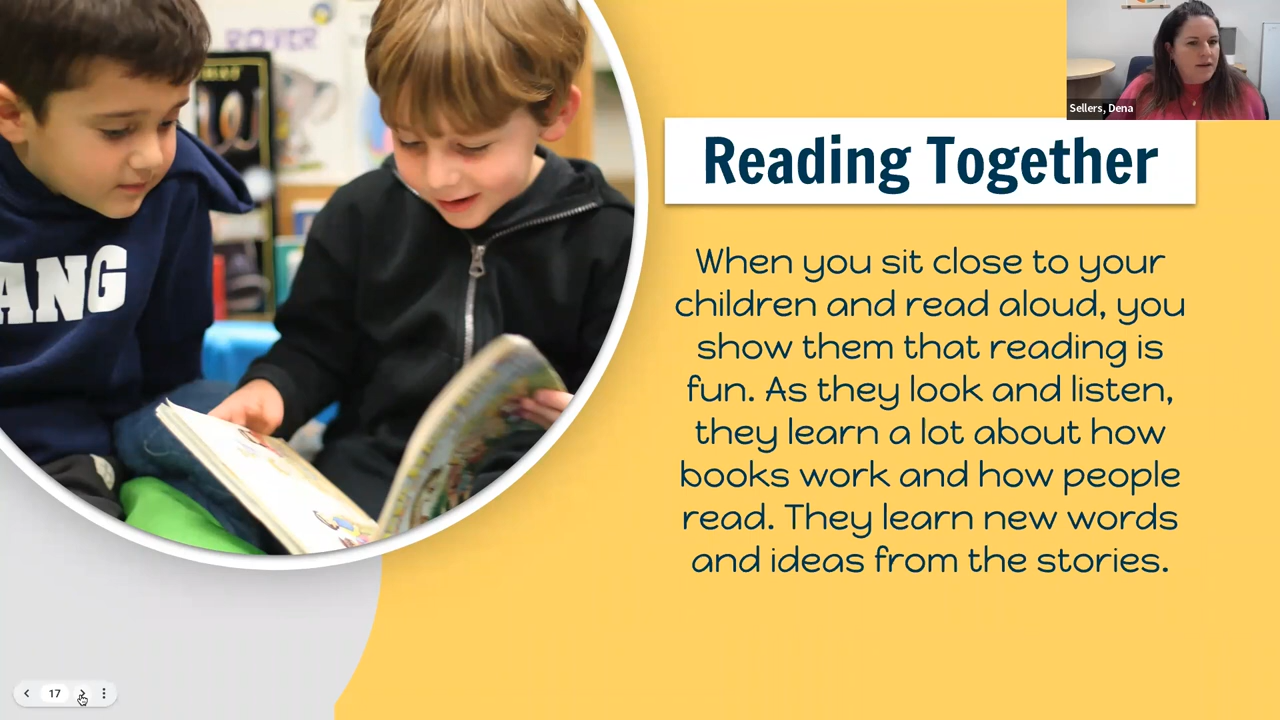 Sellers, Dena
Reading Together
When you sit close to your
children and read aloud, you
show them that reading is
fun. As they look and listen,
they learn a lot about how
books work and how people
read. They learn new words
and ideas from the stories.
ANG
17